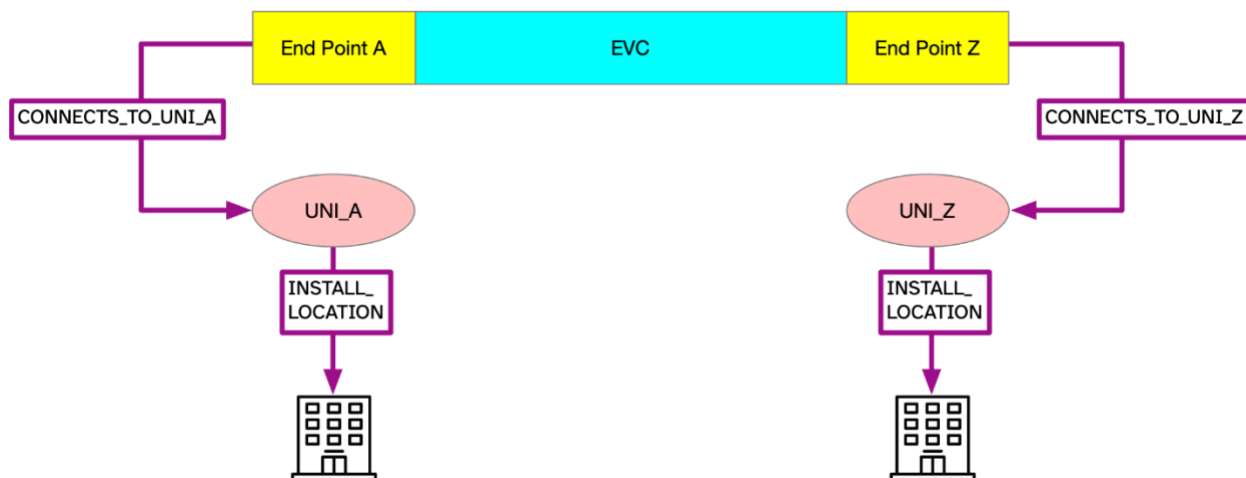 End Point A
EVC
End Point Z
CONNECTS_TO_UNI_A
CONNECTS_TO_UNI_Z
UNI_A
UNI_Z
INSTALL_
LOCATION
INSTALL_
LOCATION